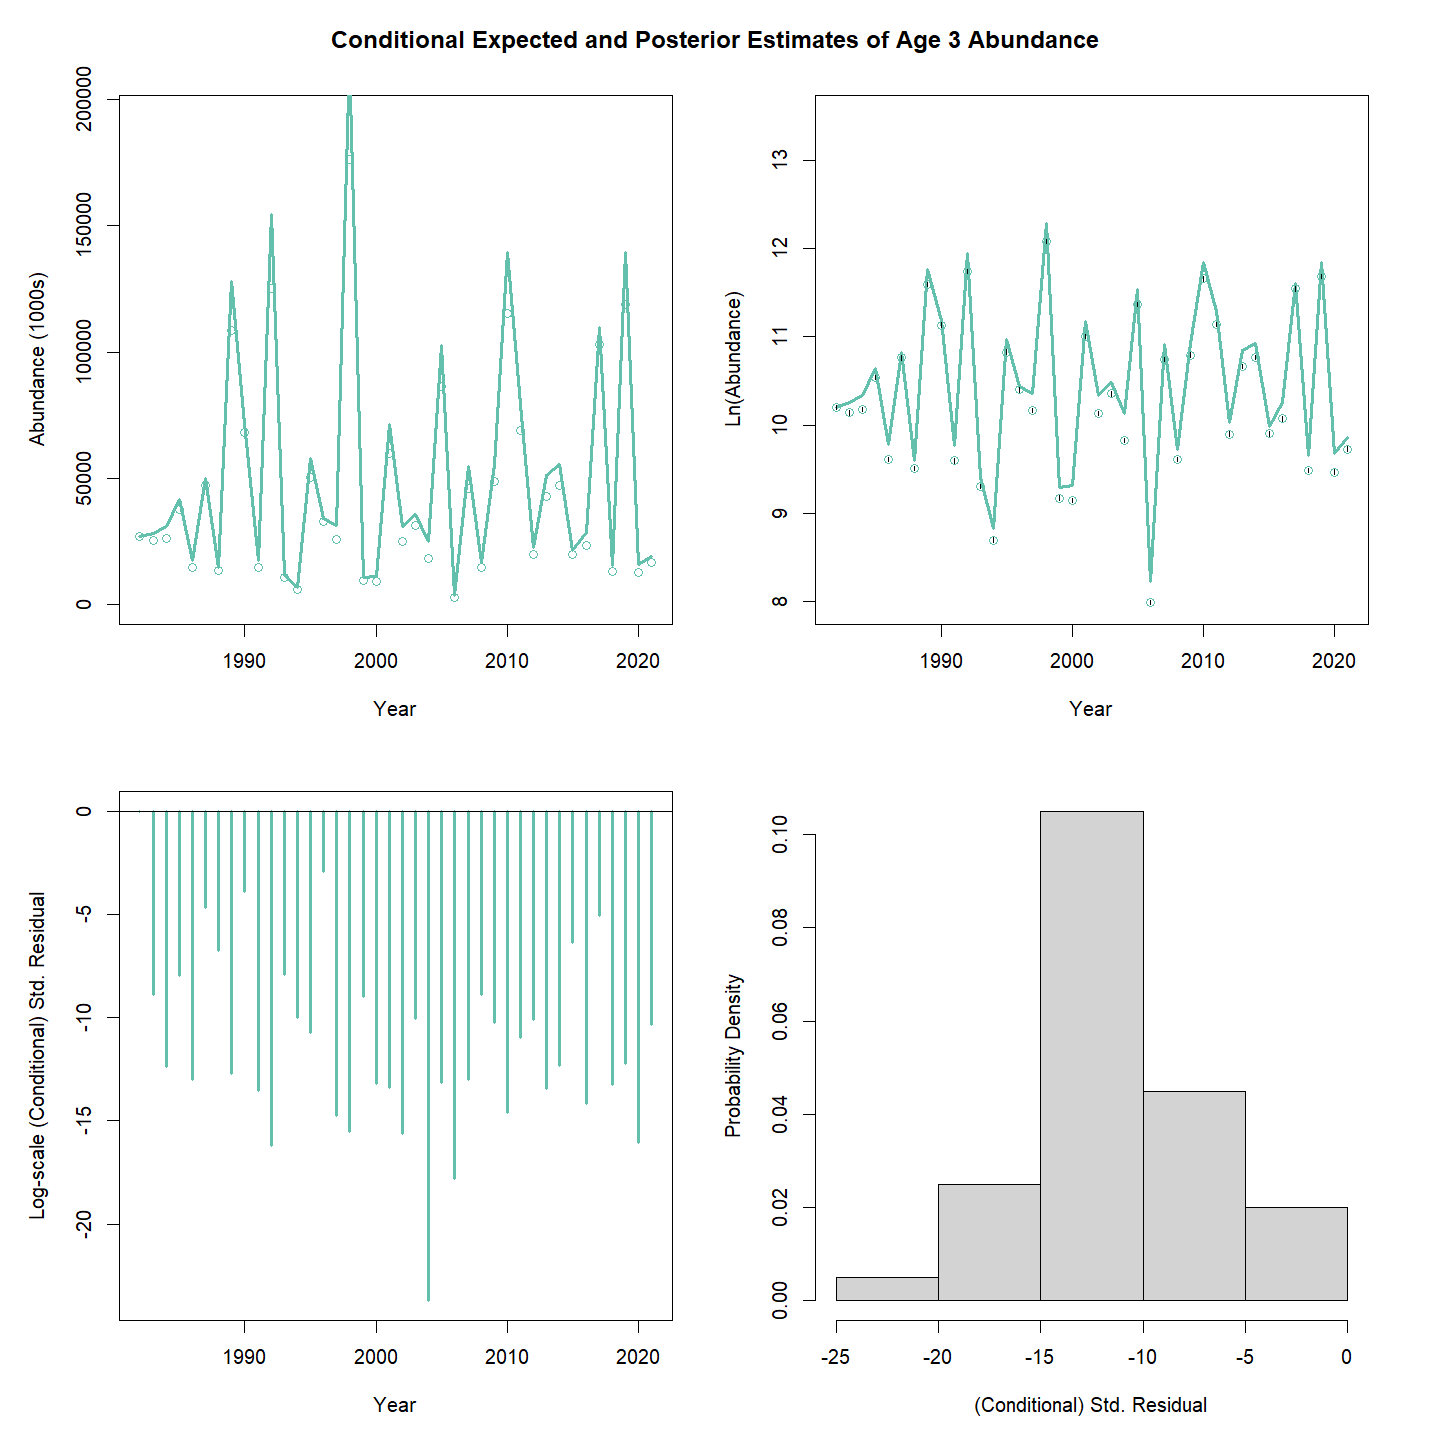 Conditional Expected and Posterior Estimates of Age 3 Abundance
Abundance (1000s)
200000
150000
100000
50000
0
1990 2000 2010 2020
Year
Ln(Abundance)
13
12
11
10
9
8
1990 2000 2010 2020
Year
Log-scale (Conditional) Std. Residual
0
-5
-10
-15
-20
1990 2000 2010 2020
Year
Probability Density
0.10
0.08
0.06
0.04
0.02
0.00
-25 -20 -15 -10 -5 0
(Conditional) Std. Residual